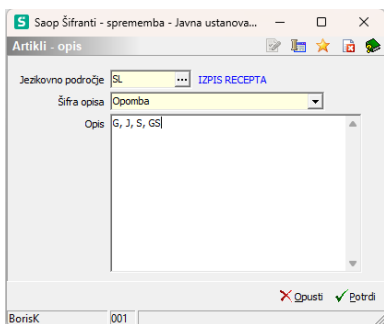 S Saop Šifranti - sprememba - Javna ustanova...
Artikli - opis
Jezikovno področje SL ... IZPIS RECEPTA
Šifra opisa Opomba
Opis G, J, S, GS
Opusti Potrdi
BorisK 001